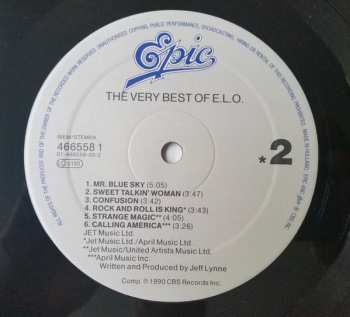 Epic
THE VERY BEST OF E.L.O.
STEMRA
466558 1
*2
1. MR. BLUE SKY (5:05)
2. SWEET TALKIN' WOMAN (3:47)
3. CONFUSION (3:42)
4. ROCK AND ROLL IS KING* (3:43)
5. STRANGE MAGIC** (4:05)
6. CALLING AMERICA*** (3:26)
JET Music Ltd.
*Jet Music Ltd./April Music Ltd.
**Jet Music/United Artists Music Ltd.
***April Music Inc.
Written and Produced by Jeff Lynne
Comp. ℗ 1990 CBS Records Inc.